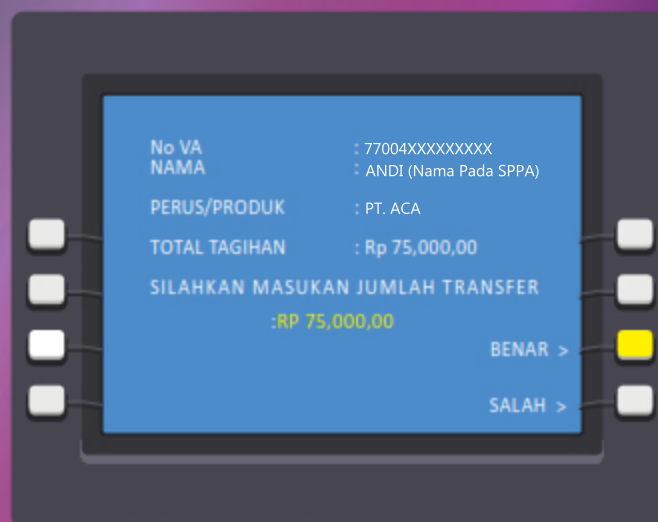 No VA : 77004XXXXXXXXX
NAMA : ANDI (Nama Pada SPPA)
PERUS/PRODUK : PT. ACA
TOTAL TAGIHAN : Rp 75,000,00
SILAHKAN MASUKAN JUMLAH TRANSFER
:RP 75,000,00
BENAR >
SALAH >